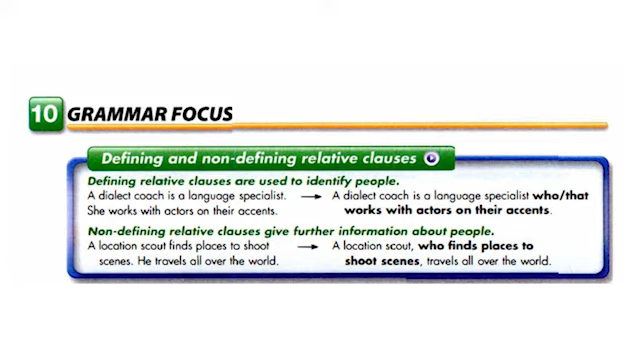 10 GRAMMAR FOCUS
Defining and non-defining relative clauses
Defining relative clauses are used to identify people.
A dialect coach is a language specialist. → A dialect coach is a language specialist who/that
She works with actors on their accents. works with actors on their accents.
Non-defining relative clauses give further information about people.
A location scout finds places to shoot → A location scout, who finds places to
scenes. He travels all over the world. shoot scenes, travels all over the world.